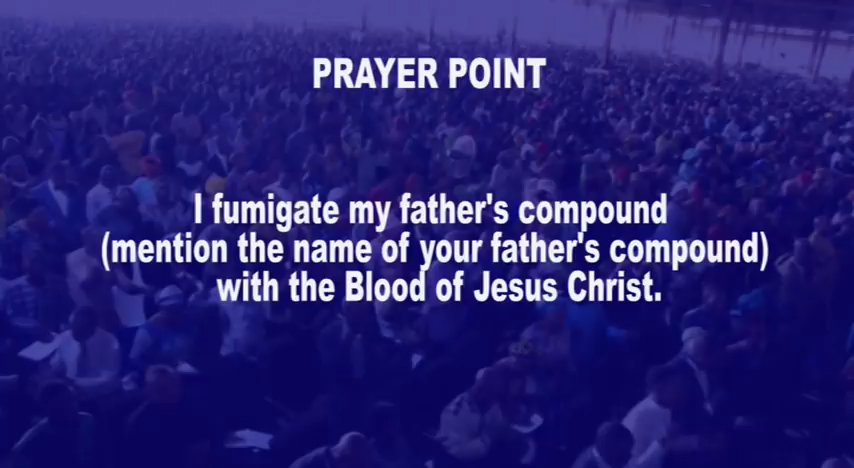 PRAYER POINT
I fumigate my father's compound
(mention the name of your father's compound)
with the Blood of Jesus Christ.